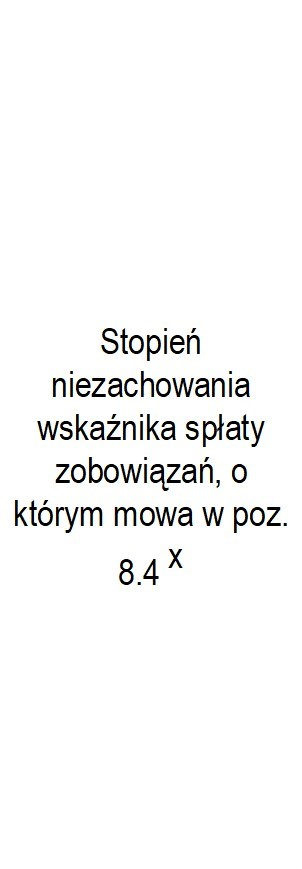 Stopień
niezachowania
wskaźnika spłaty
zobowiązań, o
którym mowa w poz.
8.4 x